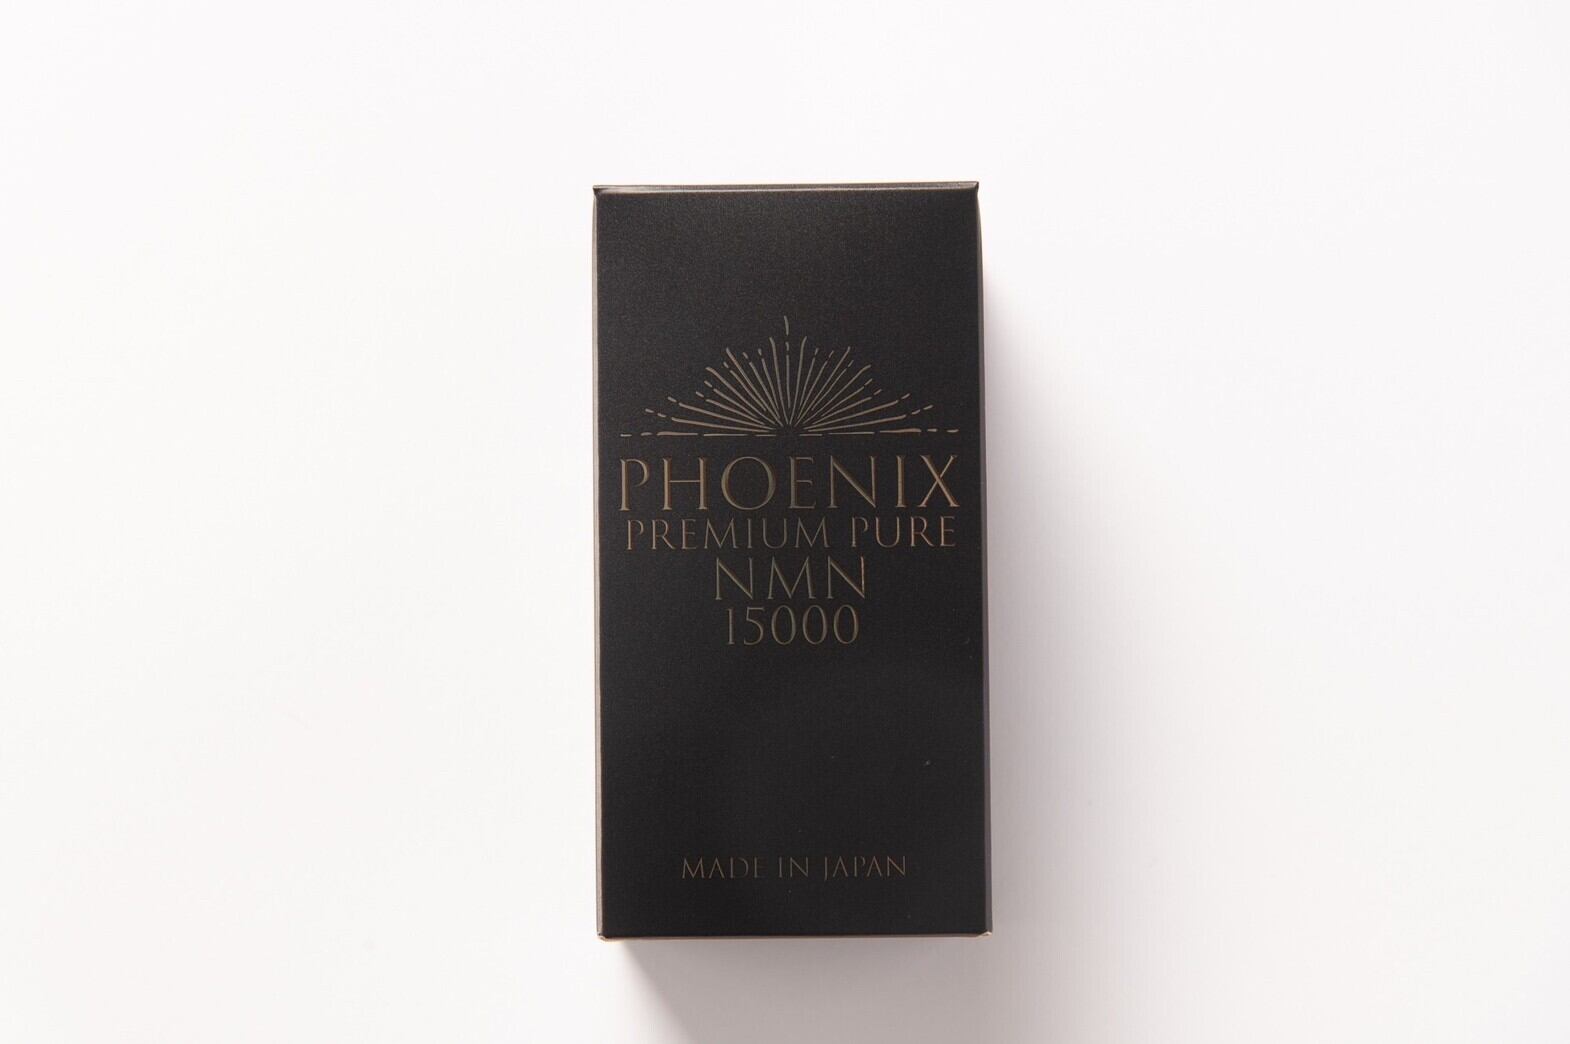 PHOENIX
PREMIUM PURE
NMN
15000
MADE IN JAPAN